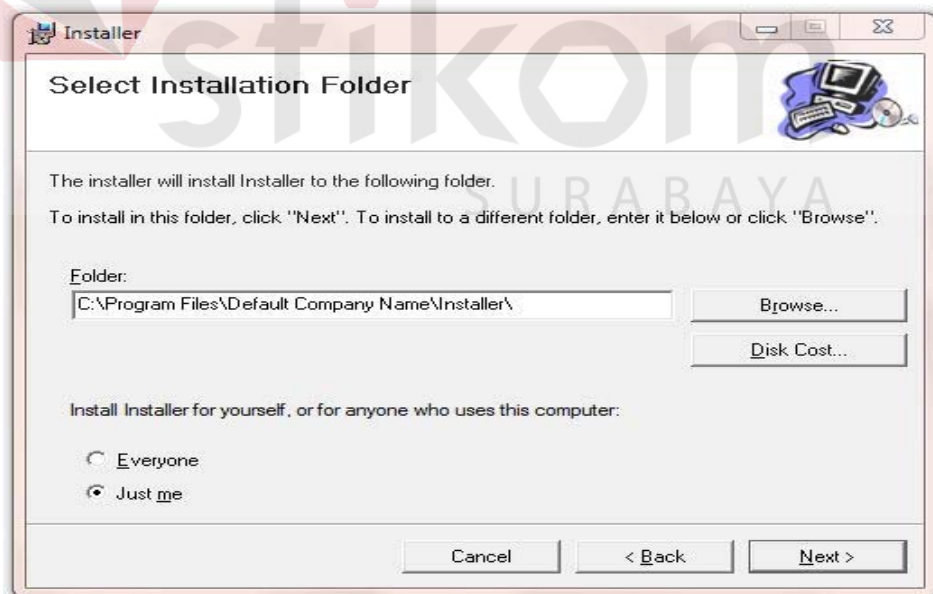 Installer
Select Installation Folder
stikom
SURABAYA
The installer will install Installer to the following folder.
To install in this folder, click "Next". To install to a different folder, enter it below or click "Browse".
Folder:
C:\Program Files\Default Company Name\Installer\
Browse...
Disk Cost...
Install Installer for yourself, or for anyone who uses this computer:
Everyone
Just me
Cancel
< Back
Next >